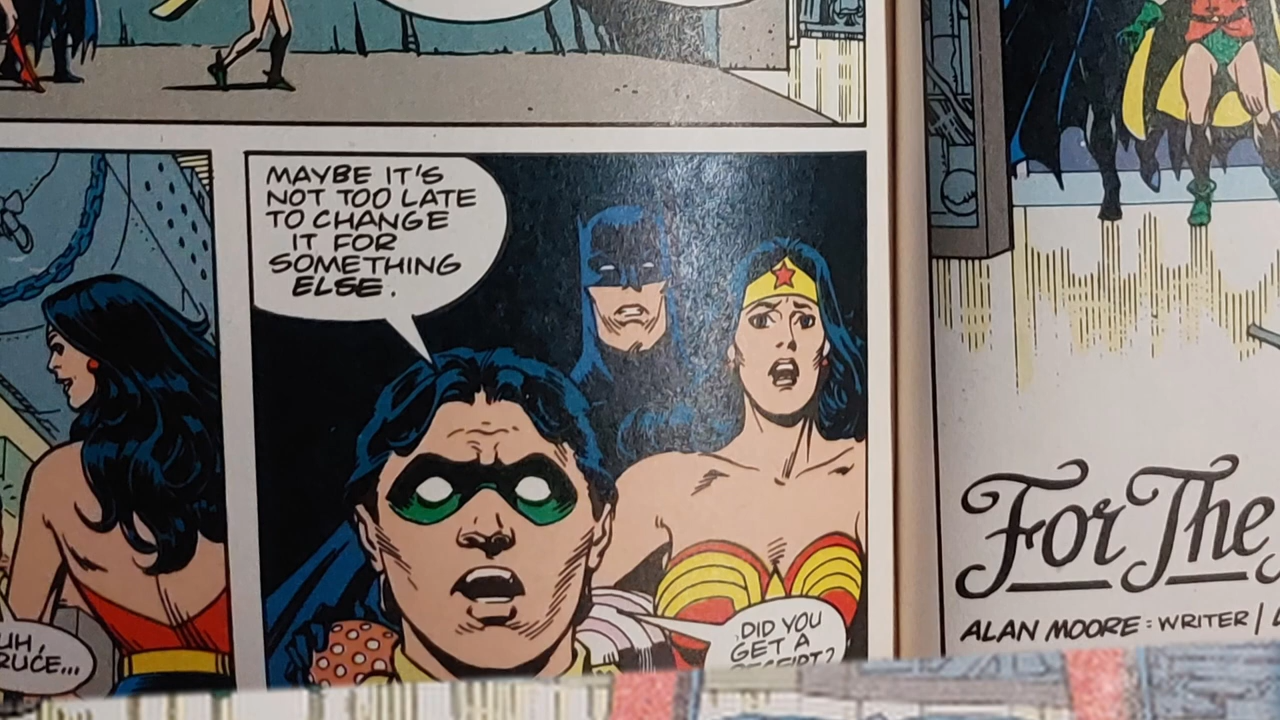 MAYBE IT'S
NOT TOO LATE
TO CHANGE
IT FOR
SOMETHING
ELSE.
UH,
RUCE...
DID YOU
GET A
RECEIPT?
For The
ALAN MOORE: WRITER /